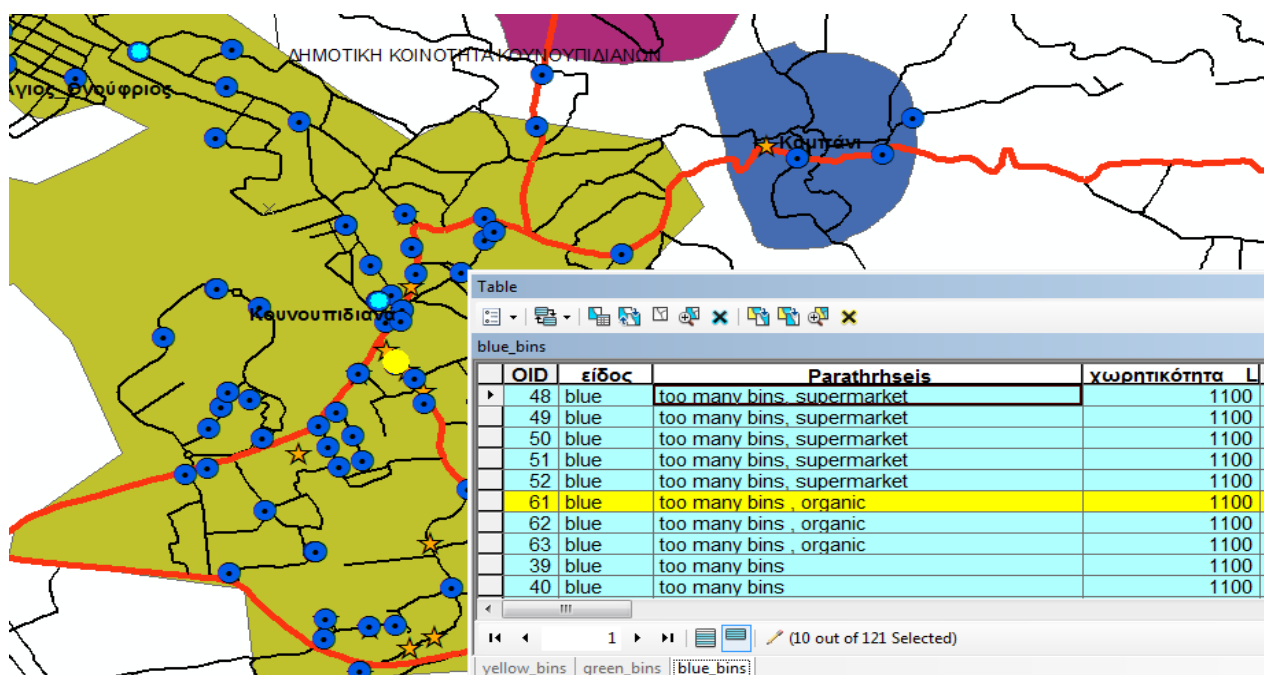 ΔΗΜΟΤΙΚΗ ΚΟΙΝΟΤΗΤΑ ΚΟΥΝΟΥΠΙΔΙΑΝΩΝ
γιος_Ονούφριος
Καμπάνι
Κουνουπιδιανά
Table
blue_bins
OID είδος Parathrhseis χωρητικότητα L
48 blue too many bins, supermarket 1100
49 blue too many bins, supermarket 1100
50 blue too many bins, supermarket 1100
51 blue too many bins, supermarket 1100
52 blue too many bins, supermarket 1100
61 blue too many bins , organic 1100
62 blue too many bins , organic 1100
63 blue too many bins , organic 1100
39 blue too many bins 1100
40 blue too many bins 1100
1 (10 out of 121 Selected)
yellow_bins green_bins blue_bins